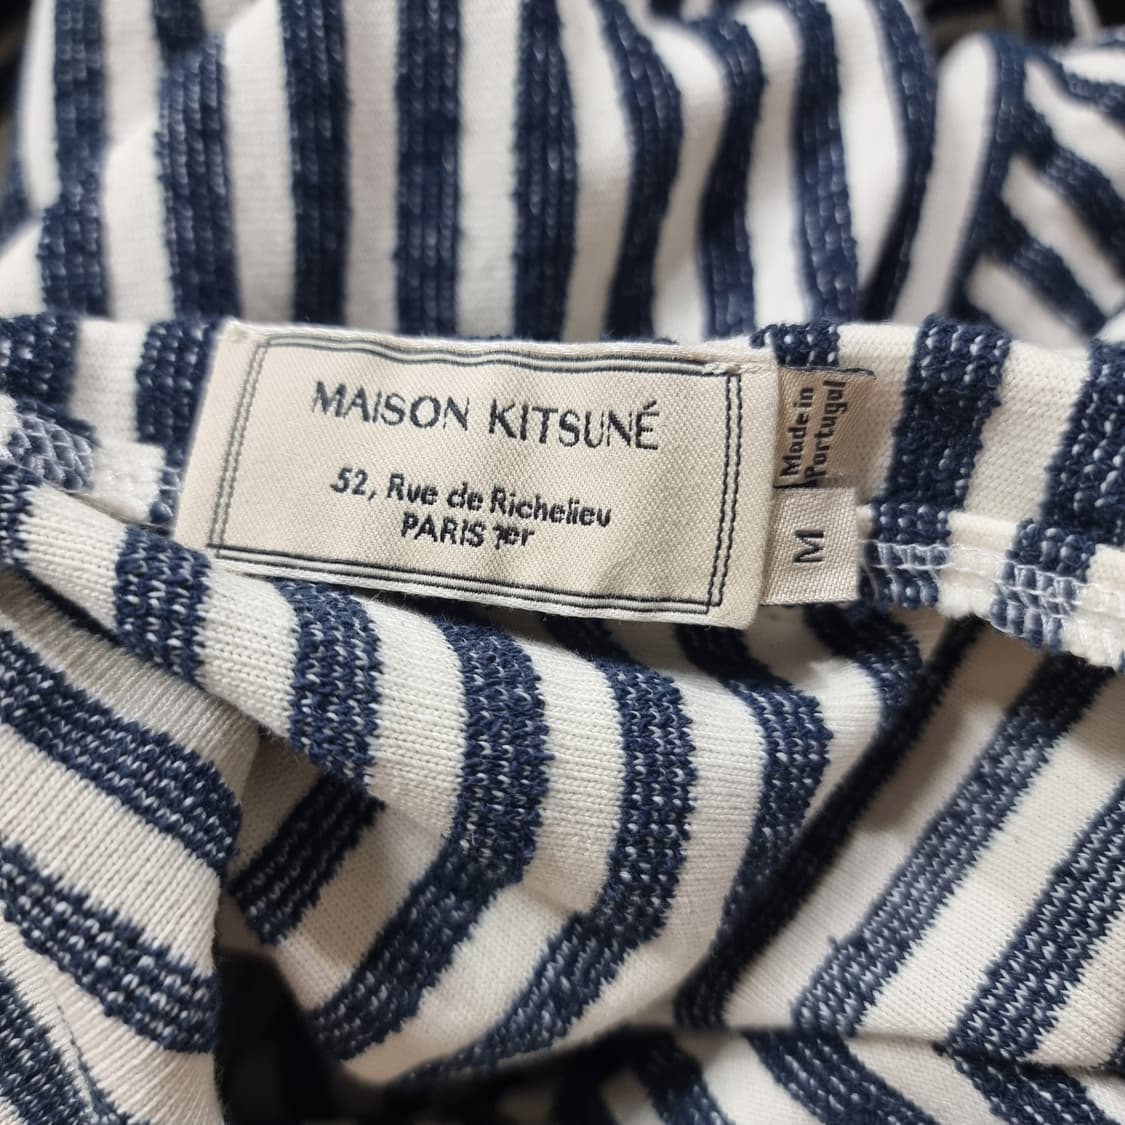 MAISON KITSUNÉ
52, Rue de Richelieu
PARIS 1er
Made in
Portugal
M